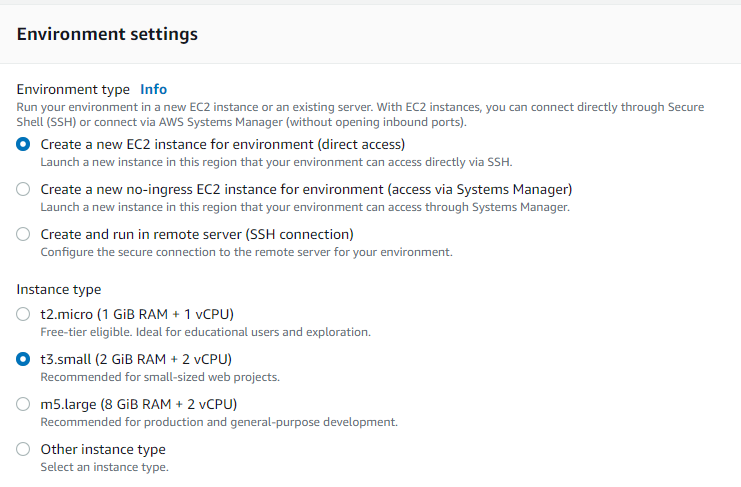 Environment settings
Environment type Info
Run your environment in a new EC2 instance or an existing server. With EC2 instances, you can connect directly through Secure
Shell (SSH) or connect via AWS Systems Manager (without opening inbound ports).
Create a new EC2 instance for environment (direct access)
Launch a new instance in this region that your environment can access directly via SSH.
Create a new no-ingress EC2 instance for environment (access via Systems Manager)
Launch a new instance in this region that your environment can access through Systems Manager.
Create and run in remote server (SSH connection)
Configure the secure connection to the remote server for your environment.
Instance type
t2.micro (1 GiB RAM + 1 vCPU)
Free-tier eligible. Ideal for educational users and exploration.
t3.small (2 GiB RAM + 2 vCPU)
Recommended for small-sized web projects.
m5.large (8 GiB RAM + 2 vCPU)
Recommended for production and general-purpose development.
Other instance type
Select an instance type.